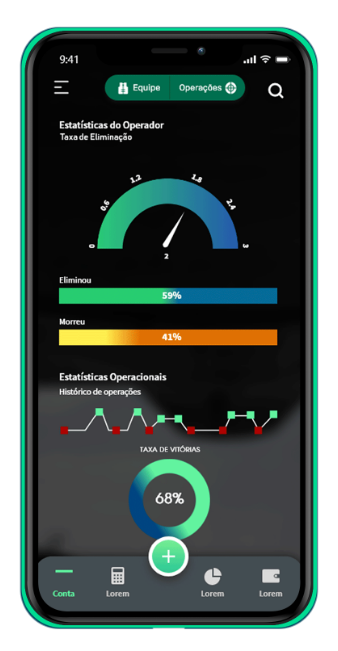 9:41
Equipe
Operações
Estatísticas do Operador
Taxa de Eliminação
0
0.6
1.2
1.8
2.4
3
2
Eliminou
59%
Morreu
41%
Estatísticas Operacionais
Histórico de operações
TAXA DE VITÓRIAS
68%
+
Conta
Lorem
Lorem
Lorem